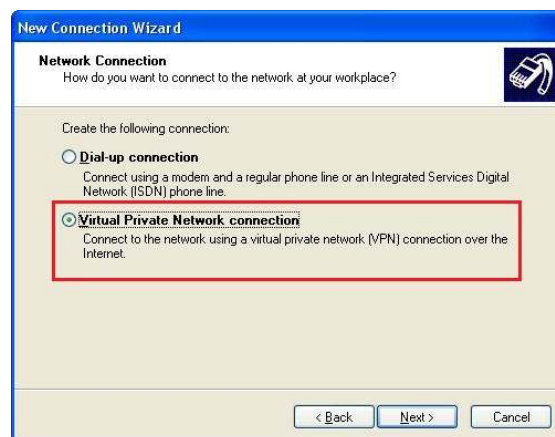 New Connection Wizard
Network Connection
How do you want to connect to the network at your workplace?
Create the following connection:
Dial-up connection
Connect using a modem and a regular phone line or an Integrated Services Digital
Network (ISDN) phone line.
Virtual Private Network connection
Connect to the network using a virtual private network (VPN) connection over the
Internet.
< Back Next > Cancel